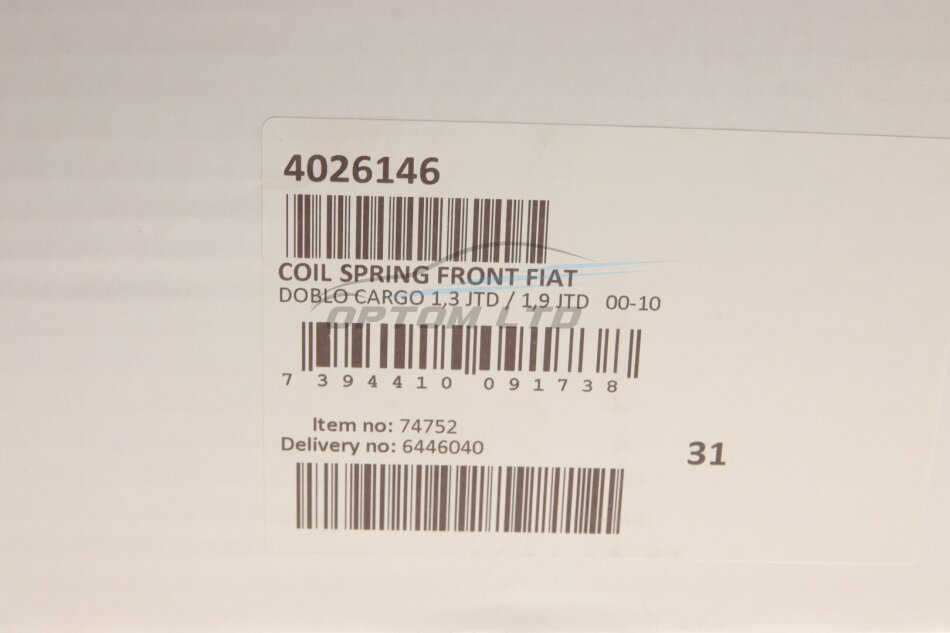 4026146
COIL SPRING FRONT FIAT
DOBLO CARGO 1,3 JTD / 1,9 JTD 00-10
OPTOM LTD
7 394410 091738
Item no: 74752
Delivery no: 6446040
31